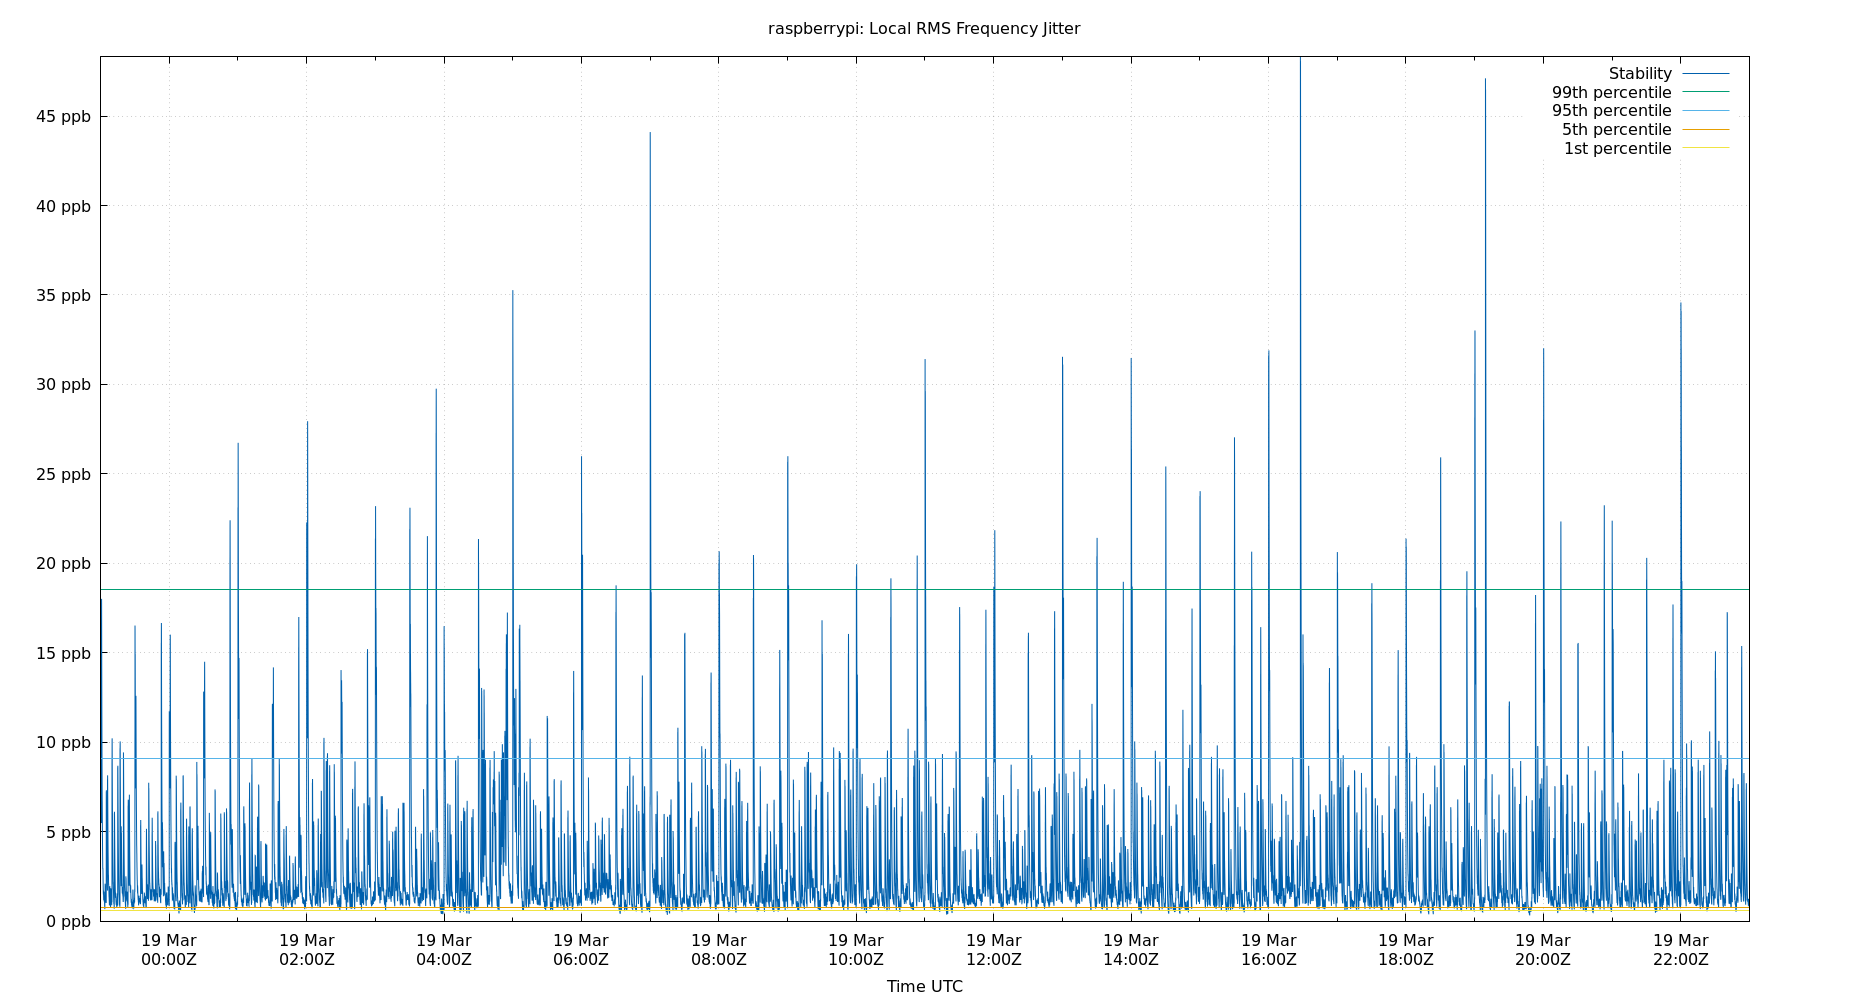 raspberrypi: Local RMS Frequency Jitter
Stability
99th percentile
95th percentile
5th percentile
1st percentile
45 ppb
40 ppb
35 ppb
30 ppb
25 ppb
20 ppb
15 ppb
10 ppb
5 ppb
0 ppb
19 Mar 19 Mar 19 Mar 19 Mar 19 Mar 19 Mar 19 Mar 19 Mar 19 Mar 19 Mar 19 Mar 19 Mar
00:00Z 02:00Z 04:00Z 06:00Z 08:00Z 10:00Z 12:00Z 14:00Z 16:00Z 18:00Z 20:00Z 22:00Z
Time UTC